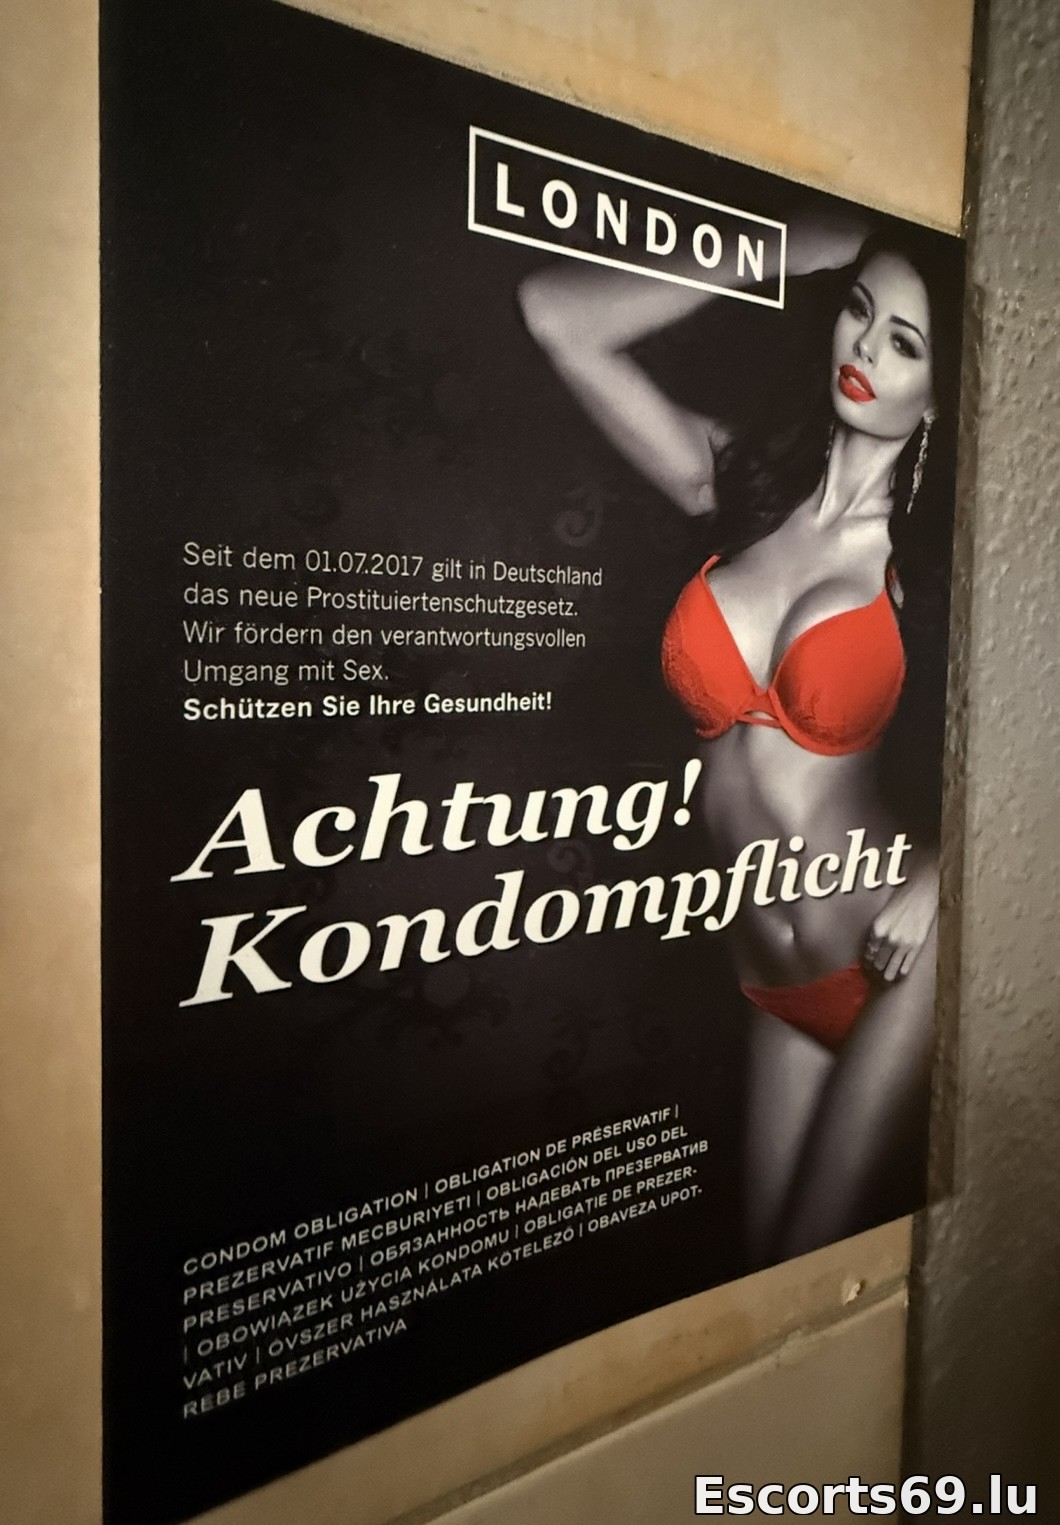 LONDON
Seit dem 01.07.2017 gilt in Deutschland
das neue Prostituiertenschutzgesetz.
Wir fördern den verantwortungsvollen
Umgang mit Sex.
Schützen Sie Ihre Gesundheit!
Achtung!
Kondompflicht
CONDOM OBLIGATION | OBLIGATION DE PRÉSERVATIF |
PREZERVATIF MECBURIYETI | OBLIGACIÓN DEL USO DEL
PRESERVATIVO | ОБЯЗАННОСТЬ НАДЕВАТЬ ПРЕЗЕРВАТИВ
| OBOWIAZEK UŻYCIA KONDOMU | OBLIGAȚIE DE PREZER-
VATIV | ÓVSZER HASZNÁLATA KÖTELEZŐ | OBAVEZA UPOT-
REBE PREZERVATIVA
Escorts69.lu